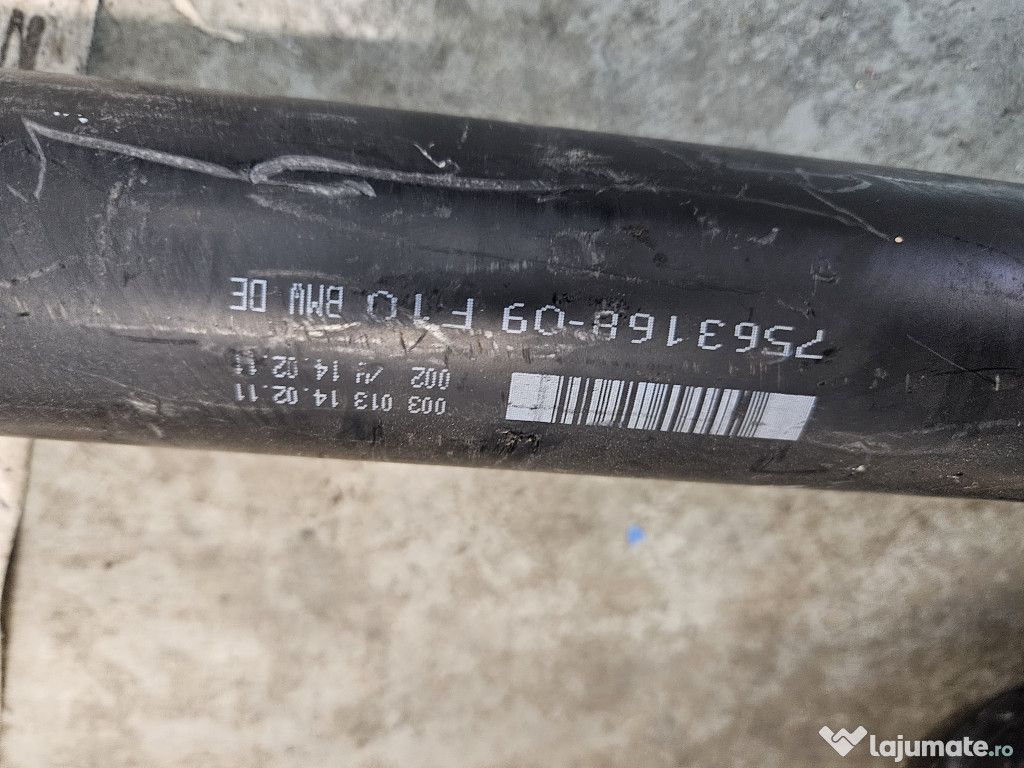 003 013 14.02.11
002 14.02.11
7563168-09 F10 BMW DE
lajumate.ro